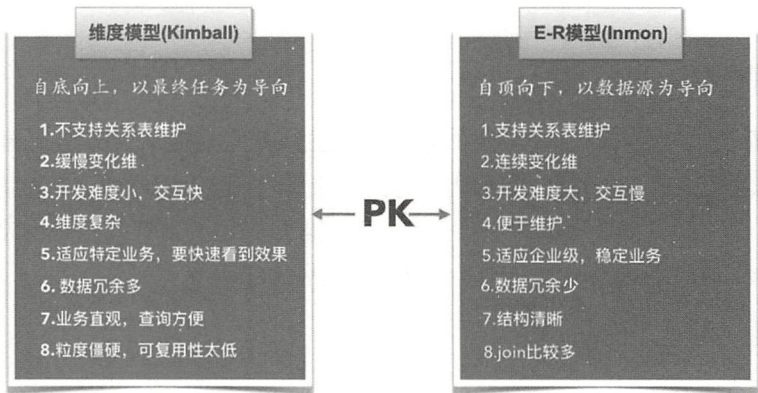 维度模型(Kimball)
自底向上，以最终任务为导向
1.不支持关系表维护
2.缓慢变化维
3.开发难度小，交互快
4.维度复杂
5.适应特定业务，要快速看到效果
6. 数据冗余多
7.业务直观，查询方便
8.粒度僵硬，可复用性太低
PK
E-R模型(Inmon)
自顶向下，以数据源为导向
1.支持关系表维护
2.连续变化维
3.开发难度大，交互慢
4.便于维护
5.适应企业级，稳定业务
6.数据冗余少
7.结构清晰
8.join比较多